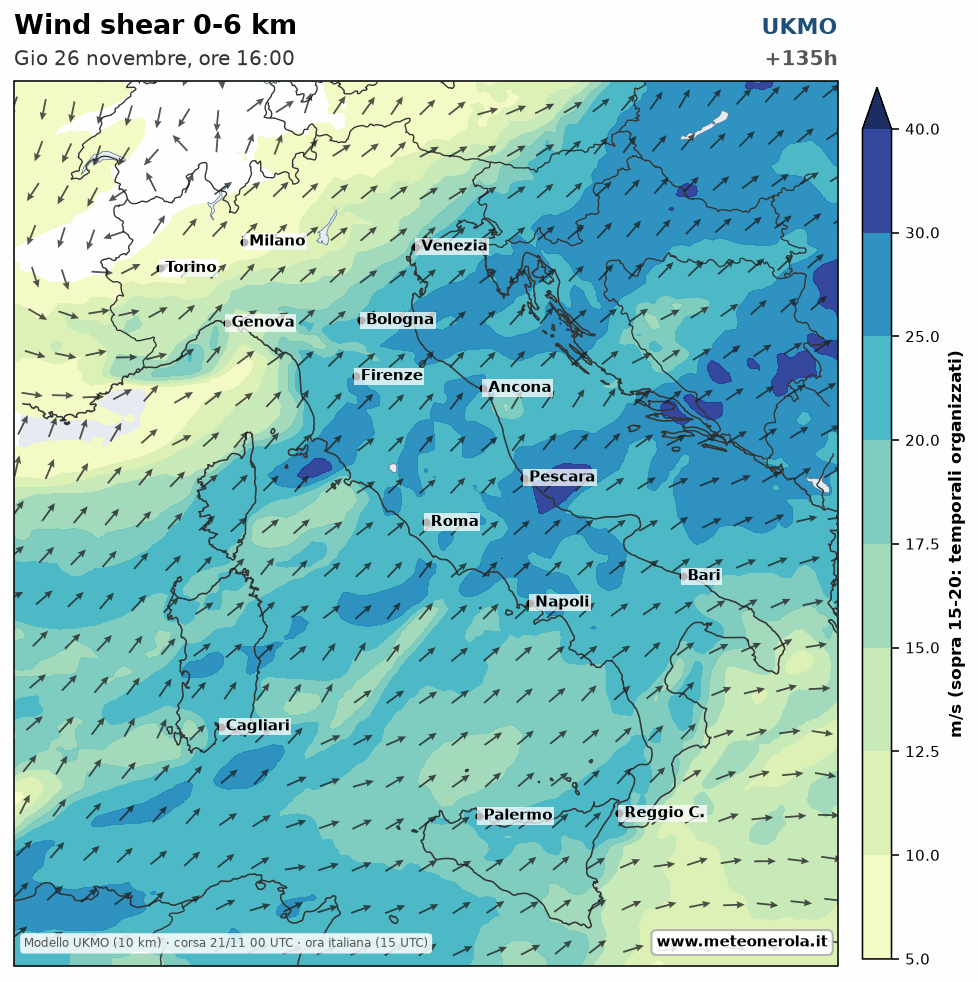 Wind shear 0-6 km
UKMO
Gio 26 novembre, ore 16:00
+135h
Milano
Venezia
Torino
Genova
Bologna
Firenze
Ancona
Pescara
Roma
Bari
Napoli
Cagliari
Palermo
Reggio C.
40.0
30.0
25.0
20.0
17.5
15.0
12.5
10.0
5.0
m/s (sopra 15-20: temporali organizzati)
Modello UKMO (10 km) · corsa 21/11 00 UTC · ora italiana (15 UTC)
www.meteonerola.it